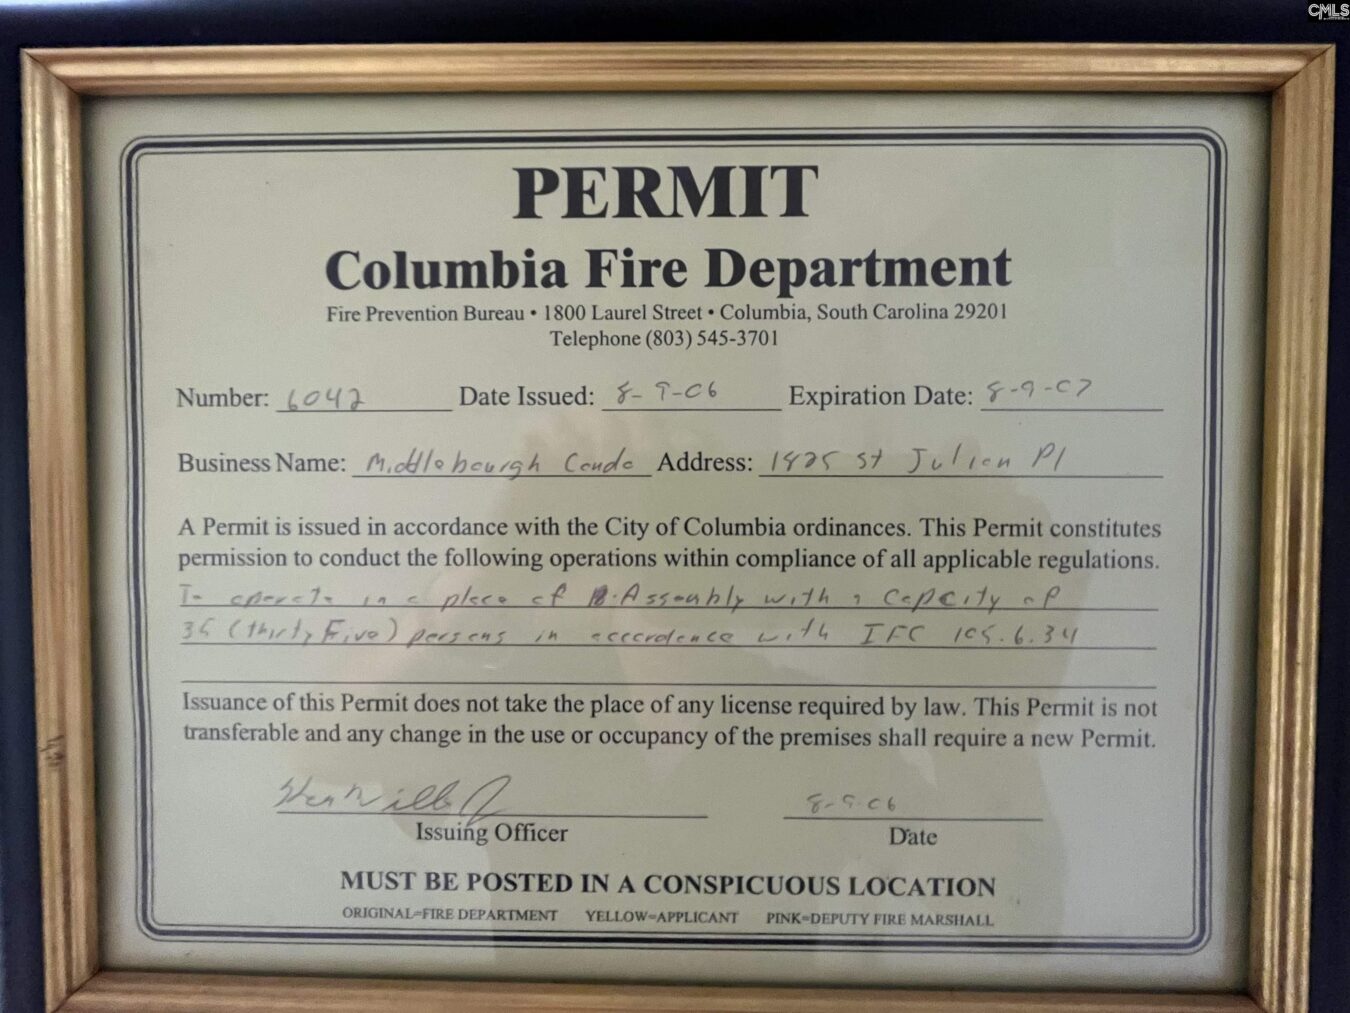 CMLS
PERMIT
Columbia Fire Department
Fire Prevention Bureau • 1800 Laurel Street • Columbia, South Carolina 29201
Telephone (803) 545-3701
Number: 6042 Date Issued: 8-9-06 Expiration Date: 8-9-07
Business Name: Middlebourgh Condo Address: 1825 St Julian Pl
A Permit is issued in accordance with the City of Columbia ordinances. This Permit constitutes
permission to conduct the following operations within compliance of all applicable regulations.
To operate in a place of Assembly with a capacity of
35 (thirty Five) persons in accordence with IFC 105.6.34
Issuance of this Permit does not take the place of any license required by law. This Permit is not
transferable and any change in the use or occupancy of the premises shall require a new Permit.
8-9-06
Issuing Officer Date
MUST BE POSTED IN A CONSPICUOUS LOCATION
ORIGINAL=FIRE DEPARTMENT YELLOW=APPLICANT PINK=DEPUTY FIRE MARSHALL